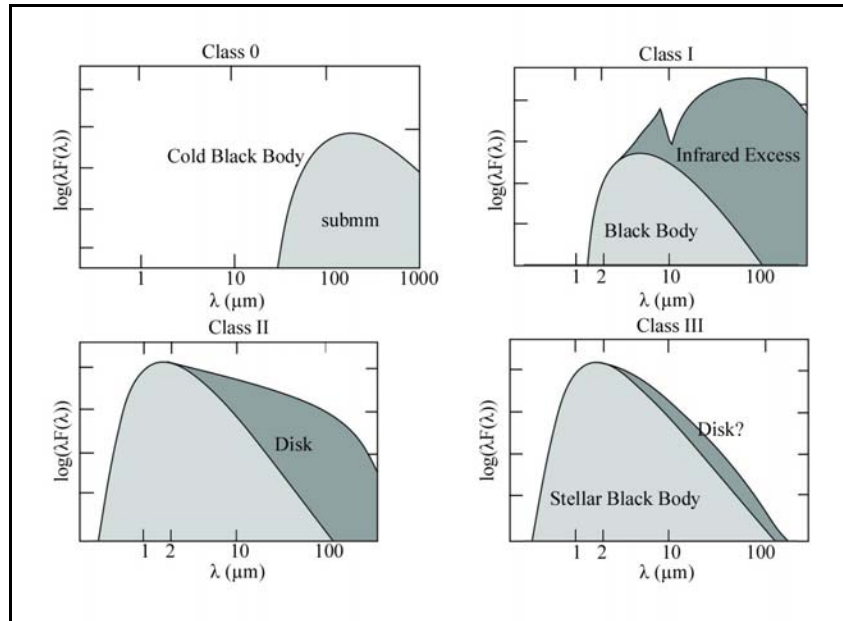 Class 0
log(λF(λ))
Cold Black Body
submm
1 10 100 1000
λ (μm)
Class I
log(λF(λ))
Infrared Excess
Black Body
1 2 10 100
λ (μm)
Class II
log(λF(λ))
Disk
1 2 10 100
λ (μm)
Class III
log(λF(λ))
Disk?
Stellar Black Body
1 2 10 100
λ (μm)